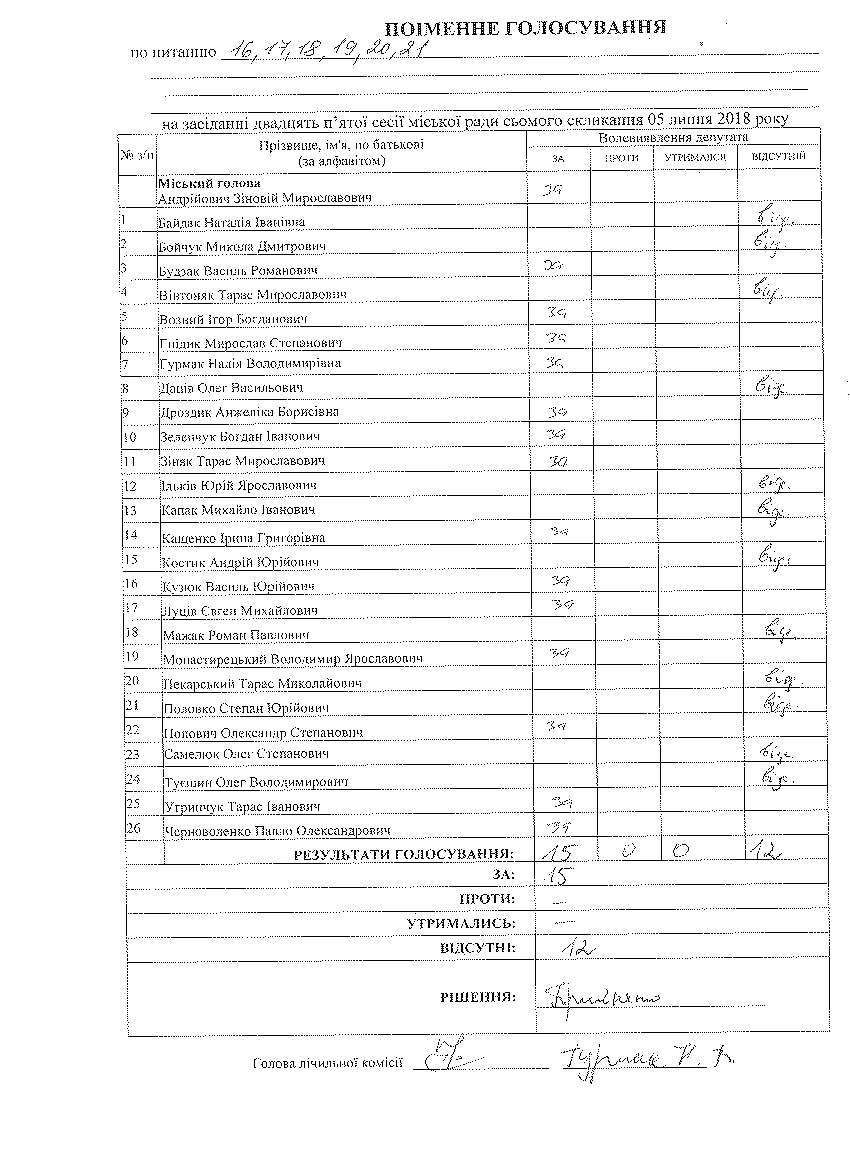 ПОІМЕННЕ ГОЛОСУВАННЯ
по питанню 16, 17, 18, 19, 20, 21
на засіданні двадцять п’ятої сесії міської ради сьомого скликання 05 липня 2018 року
№ з/п Прізвище, ім'я, по батькові (за алфавітом) Волевиявлення депутата
ЗА ПРОТИ УТРИМАВСЯ ВІДСУТНІЙ
Міський голова
Андрійович Зіновій Мирославович за
1 Байдак Наталія Іванівна від.
2 Бойчук Микола Дмитрович від.
3 Будзак Василь Романович за
4 Вінтоняк Тарас Мирославович від.
5 Возний Ігор Богданович за
6 Гнідик Мирослав Степанович за
7 Гурмак Надія Володимирівна за
8 Данів Олег Васильович від.
9 Дроздик Анжеліка Борисівна за
10 Зеленчук Богдан Іванович за
11 Зіняк Тарас Мирославович за
12 Ільків Юрій Ярославович від.
13 Капак Михайло Іванович від.
14 Кащенко Ірина Григорівна за
15 Костик Андрій Юрійович від.
16 Кузюк Василь Юрійович за
17 Луців Євген Михайлович за
18 Мажак Роман Павлович від.
19 Монастирецький Володимир Ярославович за
20 Пекарський Тарас Миколайович від.
21 Половко Степан Юрійович від.
22 Попович Олександр Степанович за
23 Самелюк Олег Степанович від.
24 Туєшин Олег Володимирович від.
25 Угринчук Тарас Іванович за
26 Черноволенко Павло Олександрович за
РЕЗУЛЬТАТИ ГОЛОСУВАННЯ: 15 0 0 12
ЗА: 15
ПРОТИ: —
УТРИМАЛИСЬ: —
ВІДСУТНІ: 12
РІШЕННЯ: Прийнято
Голова лічильної комісії Гурмак Н. В.